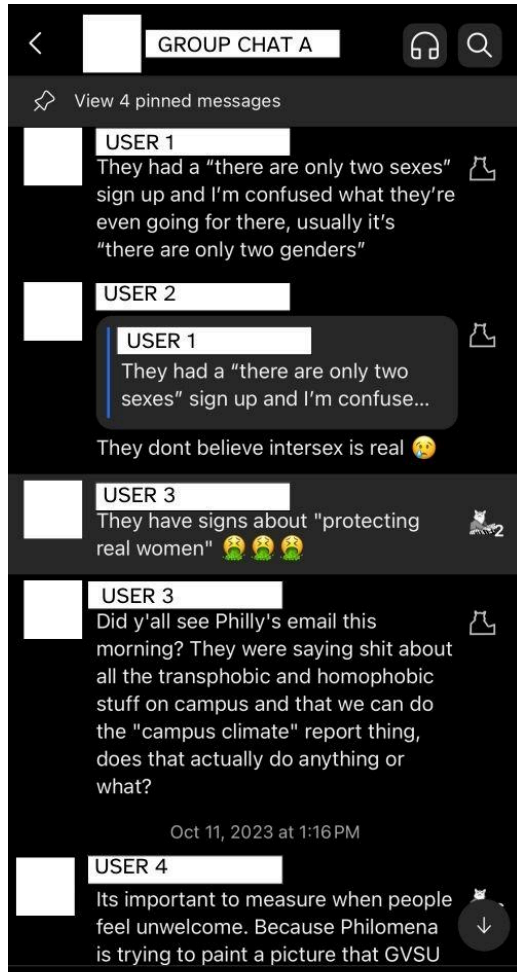 GROUP CHAT A
View 4 pinned messages
USER 1
They had a “there are only two sexes”
sign up and I’m confused what they’re
even going for there, usually it’s
“there are only two genders”
USER 2
USER 1
They had a “there are only two
sexes” sign up and I’m confuse...
They dont believe intersex is real 😢
USER 3
They have signs about "protecting
real women" 🤮🤮🤮
2
USER 3
Did y'all see Philly's email this
morning? They were saying shit about
all the transphobic and homophobic
stuff on campus and that we can do
the "campus climate" report thing,
does that actually do anything or
what?
Oct 11, 2023 at 1:16 PM
USER 4
Its important to measure when people
feel unwelcome. Because Philomena
is trying to paint a picture that GVSU